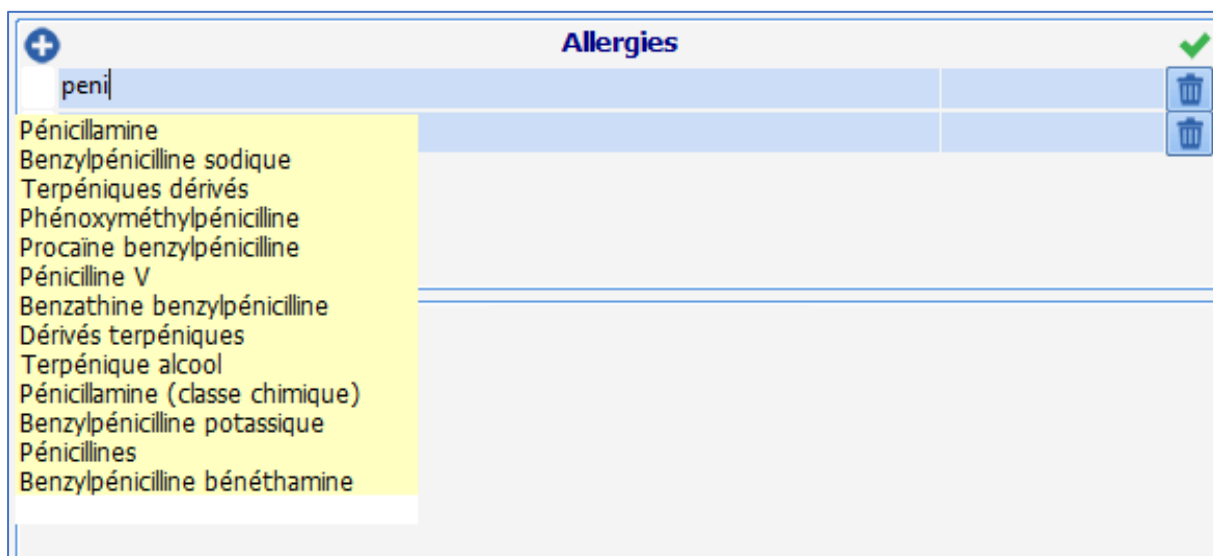 Allergies
peni
Pénicillamine
Benzylpénicilline sodique
Terpéniques dérivés
Phénoxyméthylpénicilline
Procaïne benzylpénicilline
Pénicilline V
Benzathine benzylpénicilline
Dérivés terpéniques
Terpénique alcool
Pénicillamine (classe chimique)
Benzylpénicilline potassique
Pénicillines
Benzylpénicilline bénéthamine